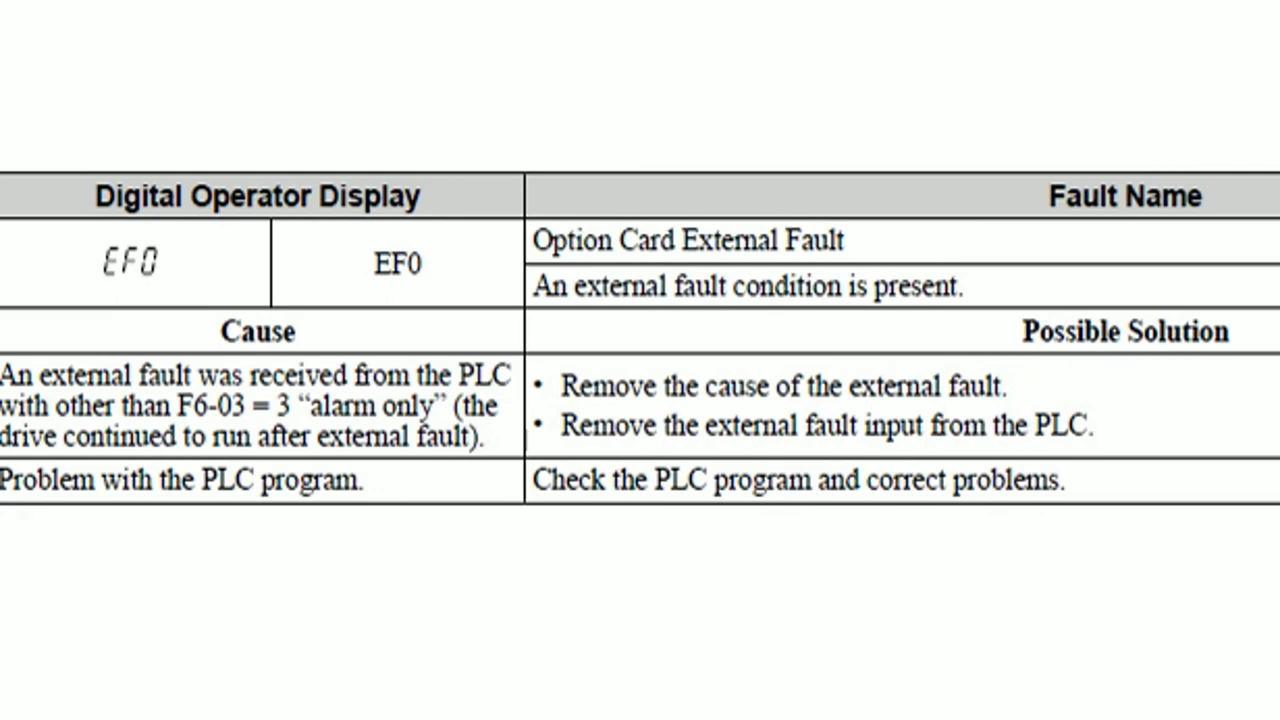 Digital Operator Display
Fault Name
EF0
EF0
Option Card External Fault
An external fault condition is present.
Cause
Possible Solution
An external fault was received from the PLC
with other than F6-03 = 3 “alarm only” (the
drive continued to run after external fault).
• Remove the cause of the external fault.
• Remove the external fault input from the PLC.
Problem with the PLC program.
Check the PLC program and correct problems.